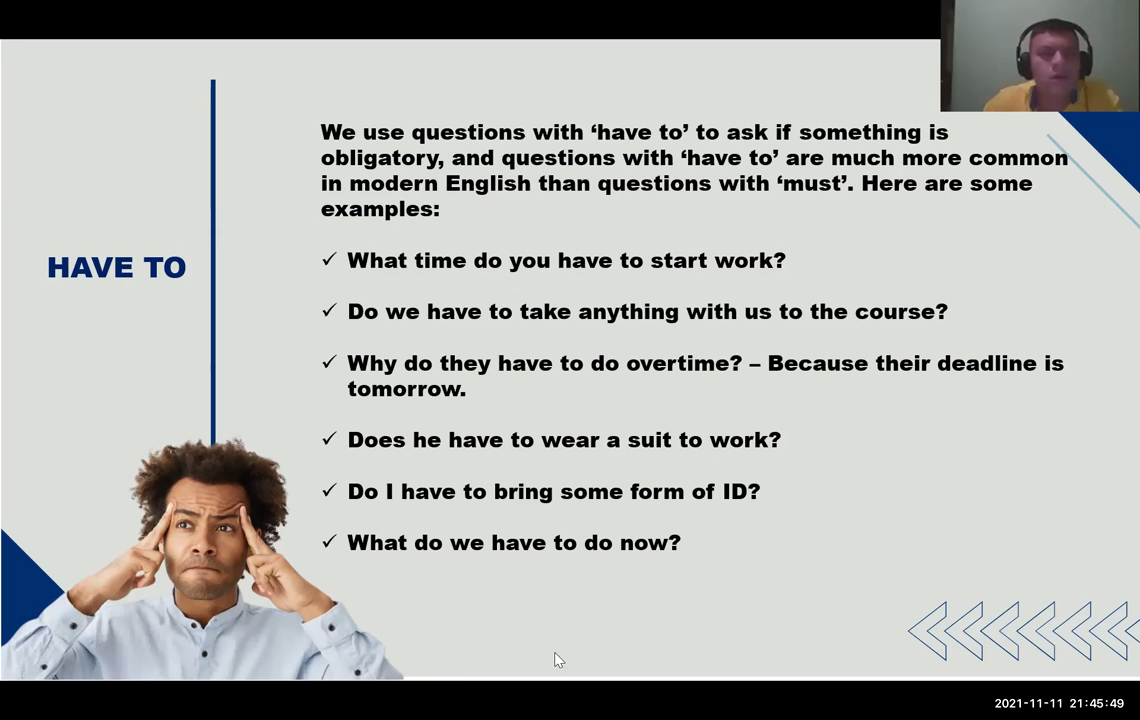 We use questions with ‘have to’ to ask if something is
obligatory, and questions with ‘have to’ are much more common
in modern English than questions with ‘must’. Here are some
examples:
HAVE TO
✓ What time do you have to start work?
✓ Do we have to take anything with us to the course?
✓ Why do they have to do overtime? – Because their deadline is
tomorrow.
✓ Does he have to wear a suit to work?
✓ Do I have to bring some form of ID?
✓ What do we have to do now?
2021-11-11 21:45:49